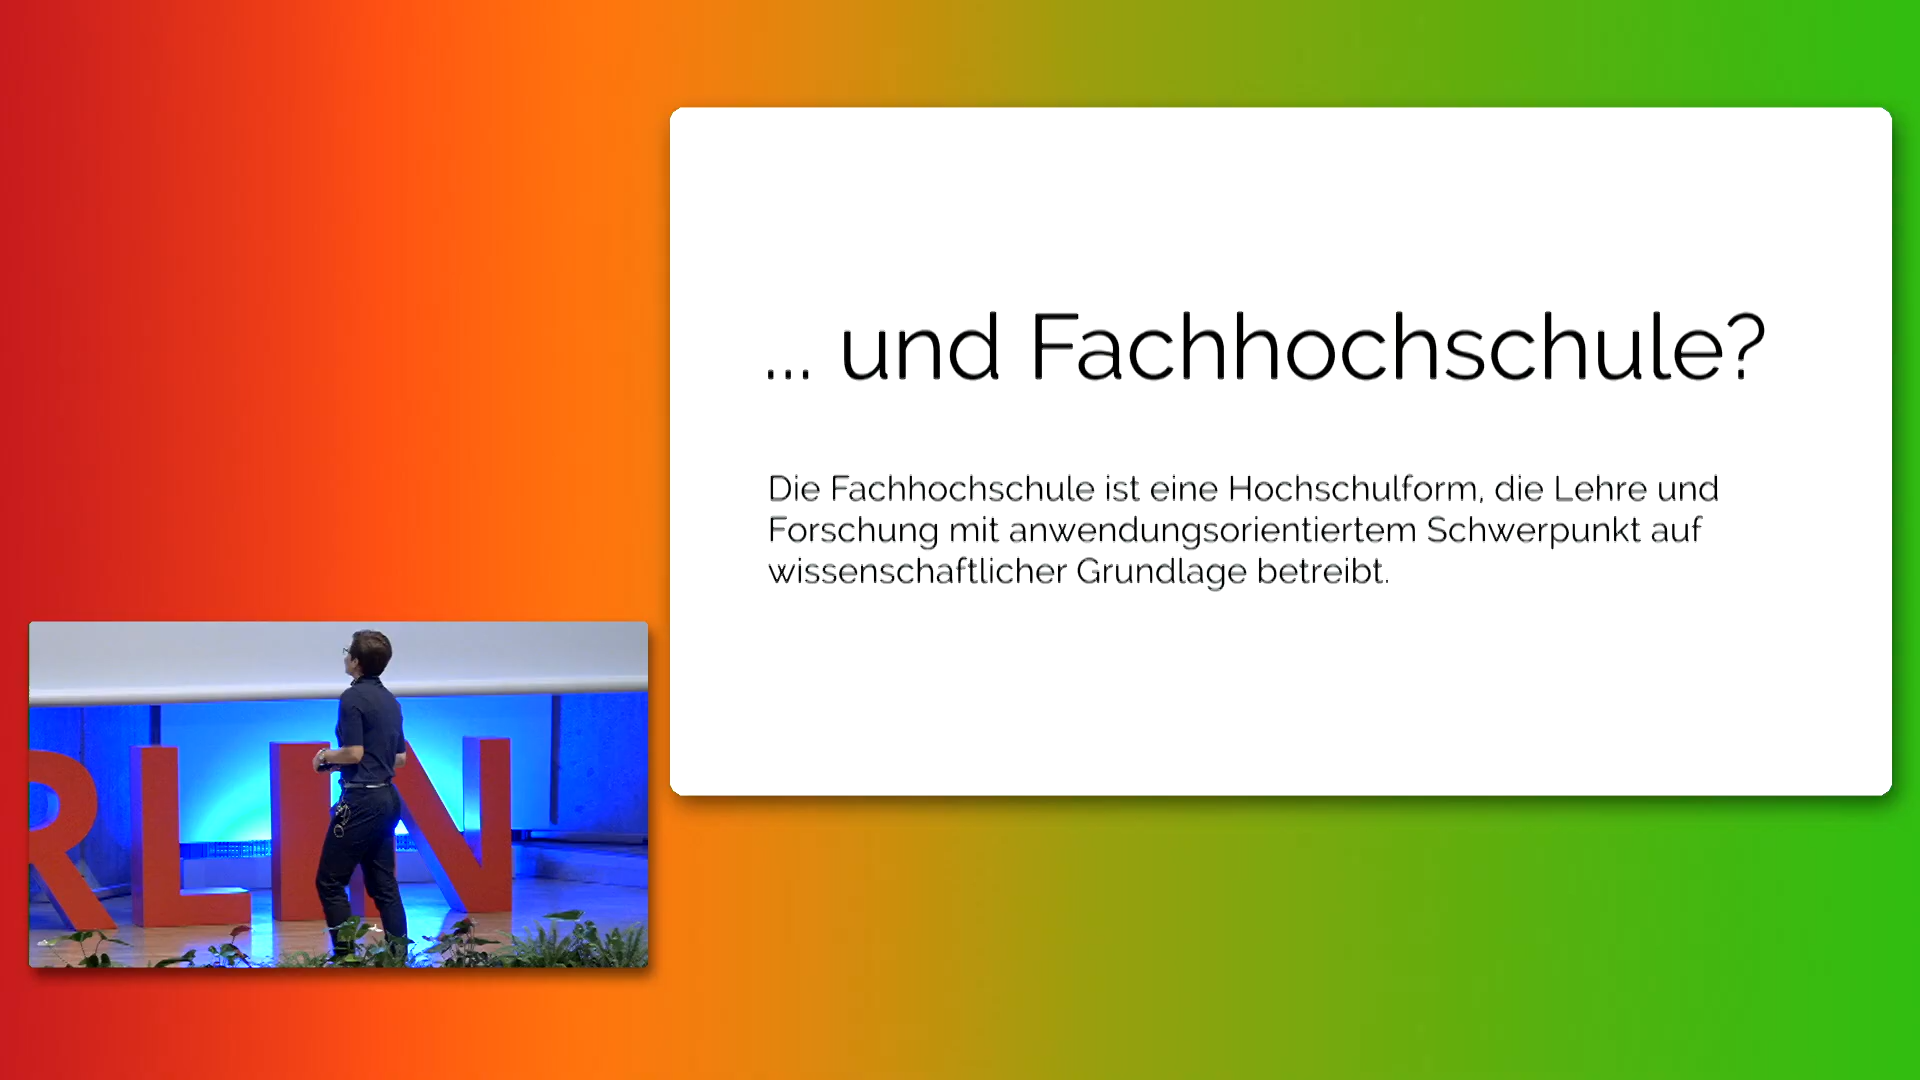 ... und Fachhochschule?
Die Fachhochschule ist eine Hochschulform, die Lehre und
Forschung mit anwendungsorientiertem Schwerpunkt auf
wissenschaftlicher Grundlage betreibt.
RLIN